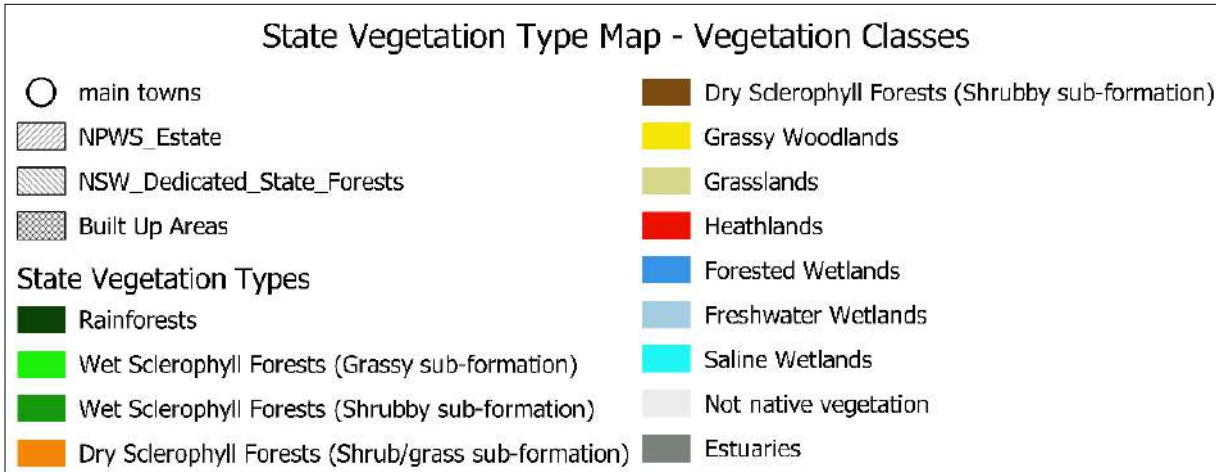 State Vegetation Type Map - Vegetation Classes
main towns
NPWS_Estate
NSW_Dedicated_State_Forests
Built Up Areas
State Vegetation Types
Rainforests
Wet Sclerophyll Forests (Grassy sub-formation)
Wet Sclerophyll Forests (Shrubby sub-formation)
Dry Sclerophyll Forests (Shrub/grass sub-formation)
Dry Sclerophyll Forests (Shrubby sub-formation)
Grassy Woodlands
Grasslands
Heathlands
Forested Wetlands
Freshwater Wetlands
Saline Wetlands
Not native vegetation
Estuaries